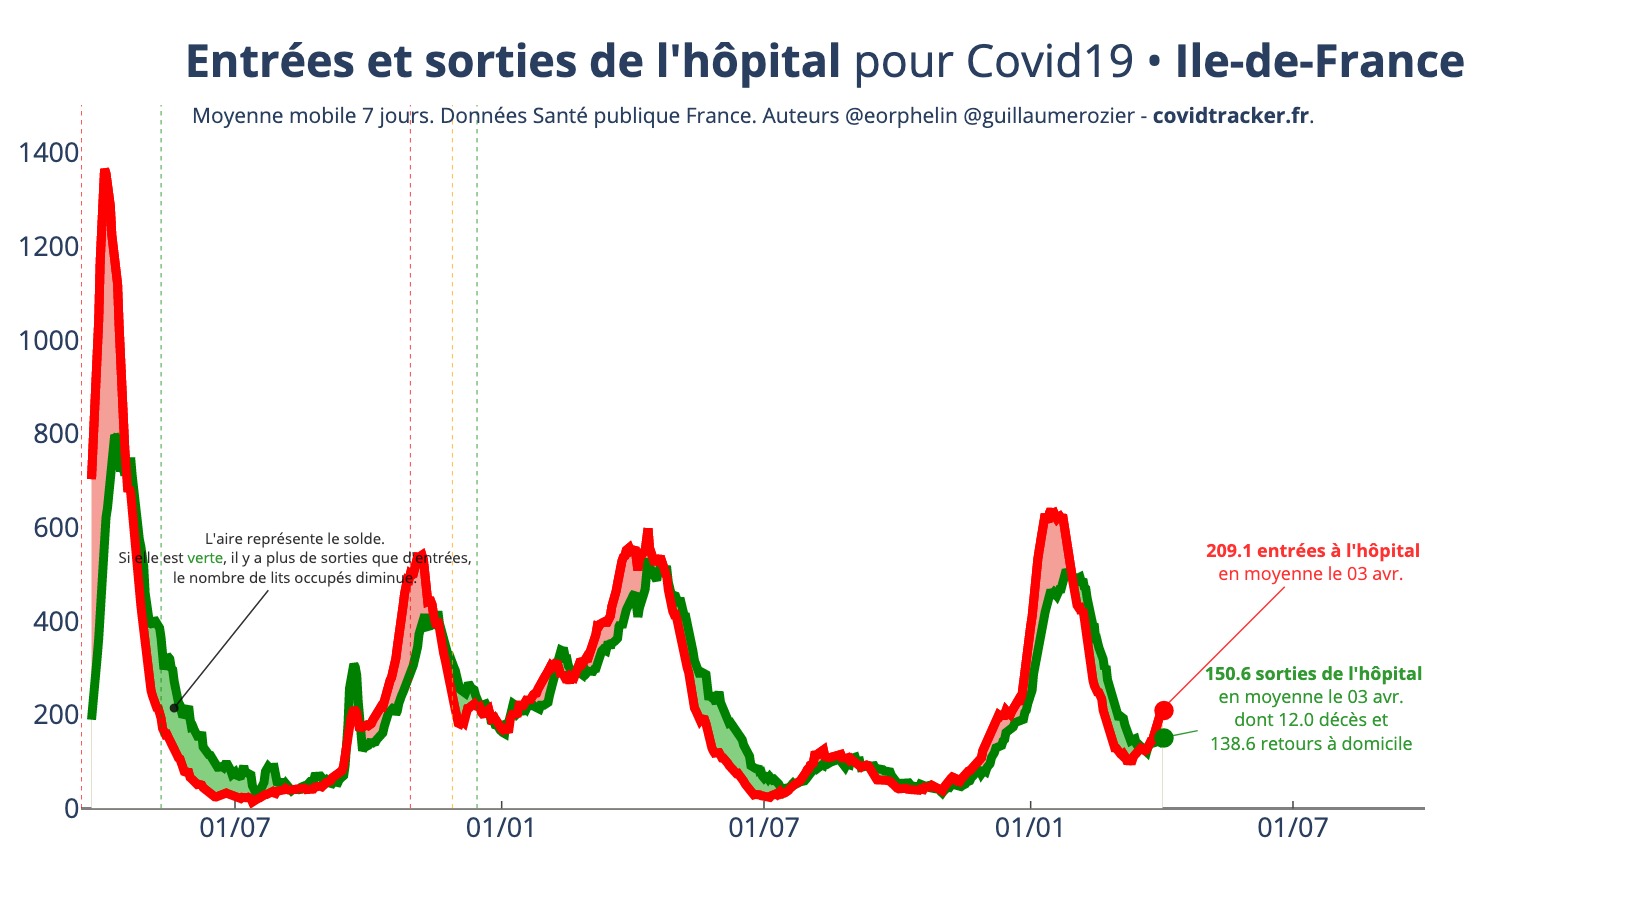 Entrées et sorties de l'hôpital pour Covid19 • Ile-de-France
Moyenne mobile 7 jours. Données Santé publique France. Auteurs @eorphelin @guillaumerozier - covidtracker.fr.
1400
1200
1000
800
600
400
200
0
L'aire représente le solde.
Si elle est verte, il y a plus de sorties que d'entrées,
le nombre de lits occupés diminue.
209.1 entrées à l'hôpital
en moyenne le 03 avr.
150.6 sorties de l'hôpital
en moyenne le 03 avr.
dont 12.0 décès et
138.6 retours à domicile
01/07
01/01
01/07
01/01
01/07